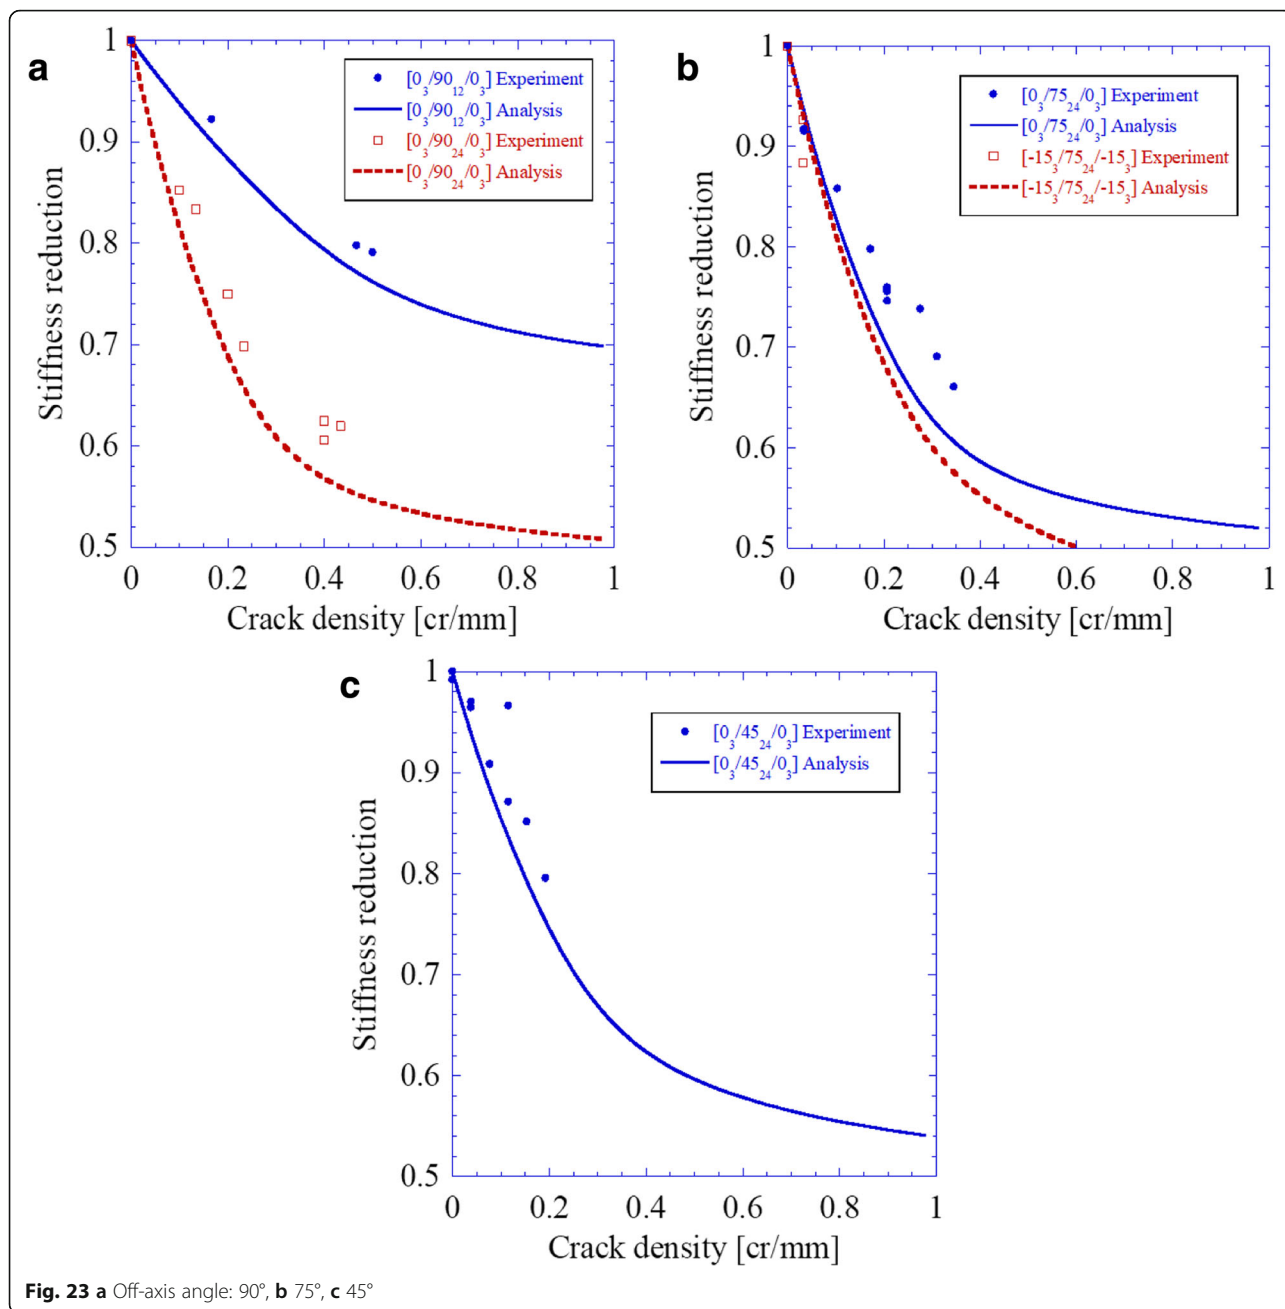 a
1
0.9
0.8
0.7
0.6
0.5
0 0.2 0.4 0.6 0.8 1
Stiffness reduction
Crack density [cr/mm]
[0₃/90₁₂/0₃] Experiment
[0₃/90₁₂/0₃] Analysis
[0₃/90₂₄/0₃] Experiment
[0₃/90₂₄/0₃] Analysis
b
1
0.9
0.8
0.7
0.6
0.5
0 0.2 0.4 0.6 0.8 1
Stiffness reduction
Crack density [cr/mm]
[0₃/75₂₄/0₃] Experiment
[0₃/75₂₄/0₃] Analysis
[-15₃/75₂₄/-15₃] Experiment
[-15₃/75₂₄/-15₃] Analysis
c
1
0.9
0.8
0.7
0.6
0.5
0 0.2 0.4 0.6 0.8 1
Stiffness reduction
Crack density [cr/mm]
[0₃/45₂₄/0₃] Experiment
[0₃/45₂₄/0₃] Analysis
Fig. 23 a Off-axis angle: 90°, b 75°, c 45°